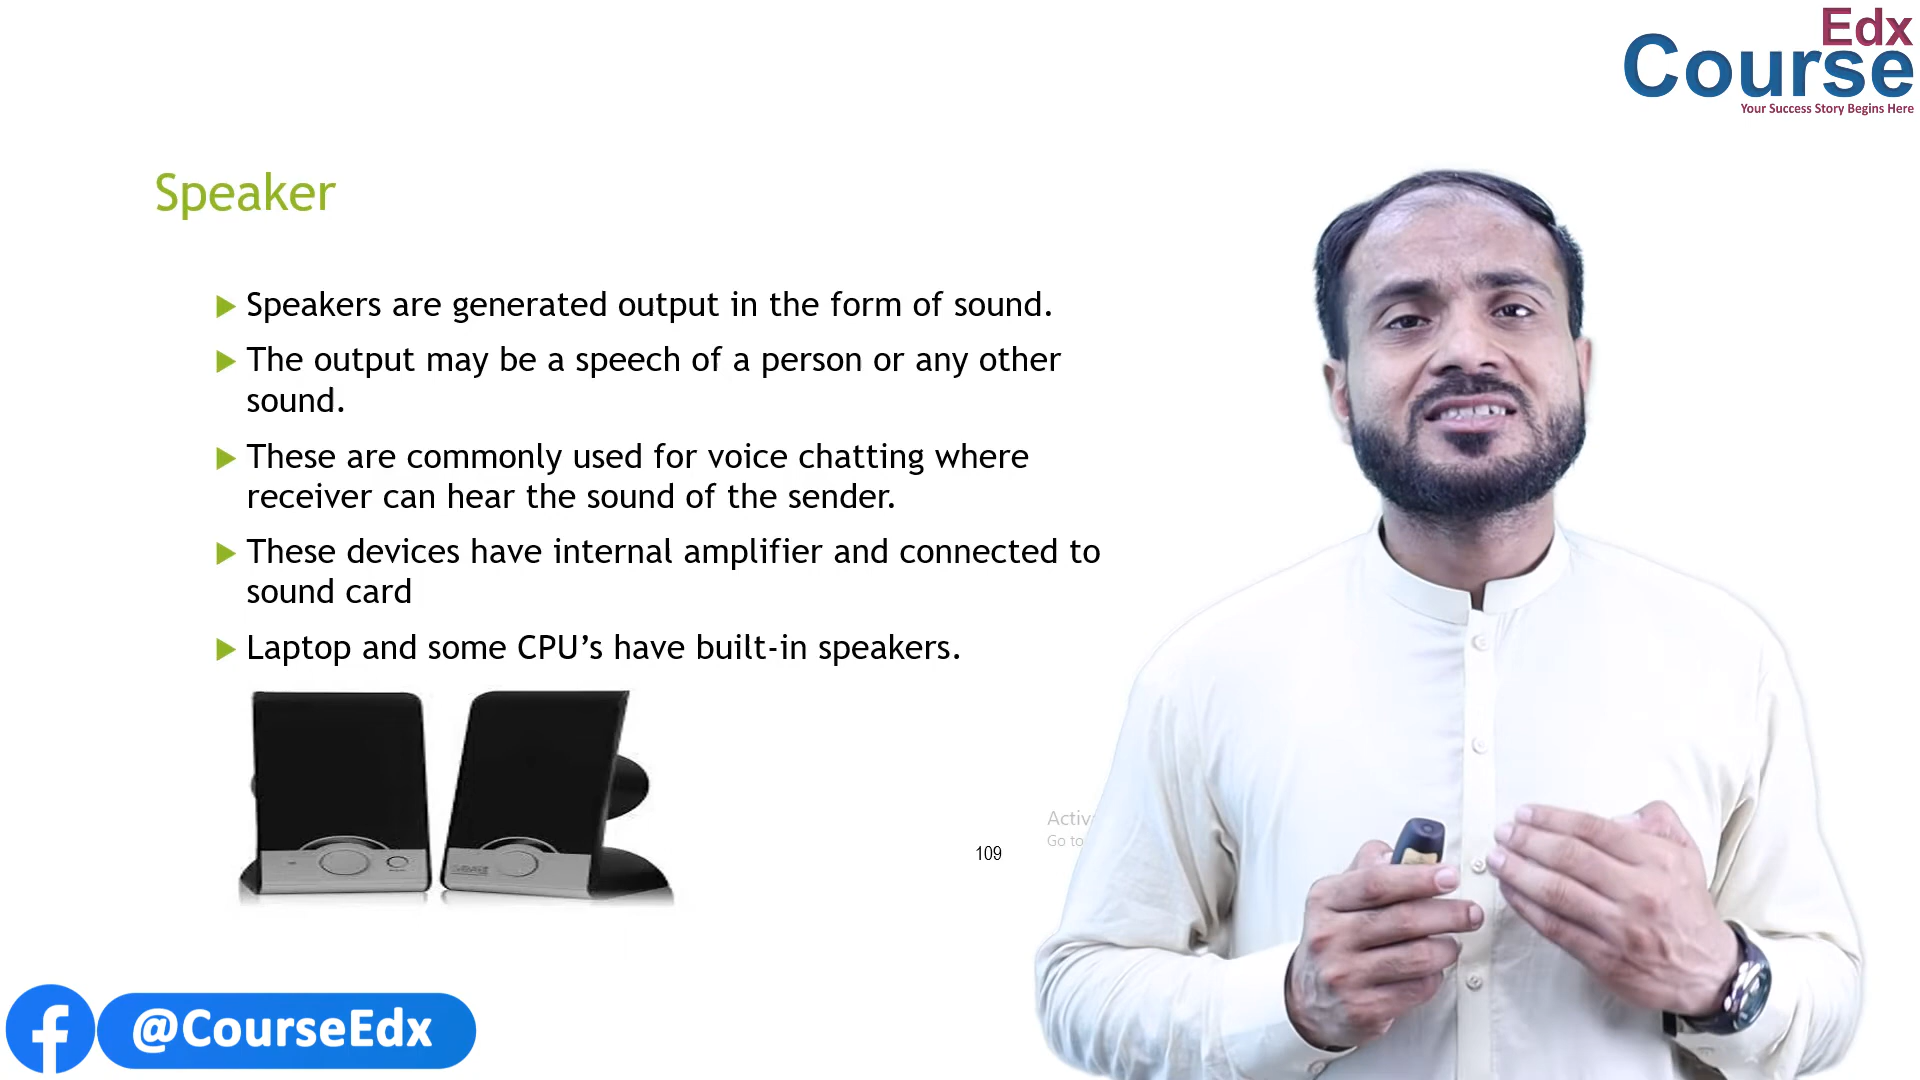 Edx
Course
Your Success Story Begins Here
Speaker
Speakers are generated output in the form of sound.
The output may be a speech of a person or any other
sound.
These are commonly used for voice chatting where
receiver can hear the sound of the sender.
These devices have internal amplifier and connected to
sound card
Laptop and some CPU’s have built-in speakers.
Activ
Go to
109
@CourseEdx